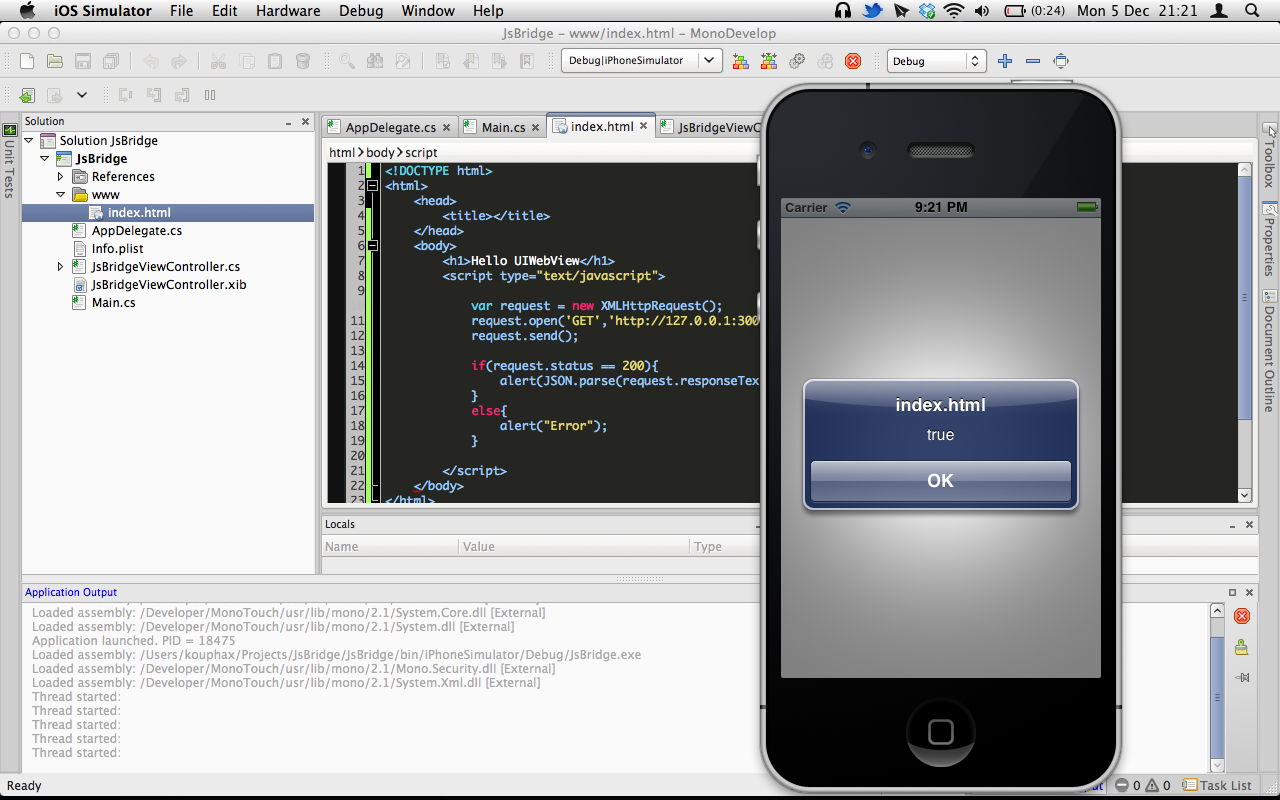 iOS Simulator File Edit Hardware Debug Window Help (0:24) Mon 5 Dec 21:21
JsBridge – www/index.html – MonoDevelop
Debug|iPhoneSimulator Debug
Solution
Unit Tests
Solution JsBridge
JsBridge
References
www
index.html
AppDelegate.cs
Info.plist
JsBridgeViewController.cs
JsBridgeViewController.xib
Main.cs
AppDelegate.cs Main.cs index.html JsBridgeViewC
html body script
1 <!DOCTYPE html>
2 <html>
3 <head>
4 <title></title>
5 </head>
6 <body>
7 <h1>Hello UIWebView</h1>
8 <script type="text/javascript">
9
var request = new XMLHttpRequest();
11 request.open('GET','http://127.0.0.1:300
12 request.send();
13
14 if(request.status == 200){
15 alert(JSON.parse(request.responseTex
16 }
17 else{
18 alert("Error");
19 }
20
21 </script>
22 </body>
23 </html>
Locals
Name Value Type
Application Output
Loaded assembly: /Developer/MonoTouch/usr/lib/mono/2.1/System.Core.dll [External]
Loaded assembly: /Developer/MonoTouch/usr/lib/mono/2.1/System.dll [External]
Application launched. PID = 18475
Loaded assembly: /Users/kouphax/Projects/JsBridge/JsBridge/bin/iPhoneSimulator/Debug/JsBridge.exe
Loaded assembly: /Developer/MonoTouch/usr/lib/mono/2.1/Mono.Security.dll [External]
Loaded assembly: /Developer/MonoTouch/usr/lib/mono/2.1/System.Xml.dll [External]
Thread started:
Thread started:
Thread started:
Thread started:
Thread started:
Carrier 9:21 PM
index.html
true
OK
Toolbox
Properties
Document Outline
Ready
0 0 Task List